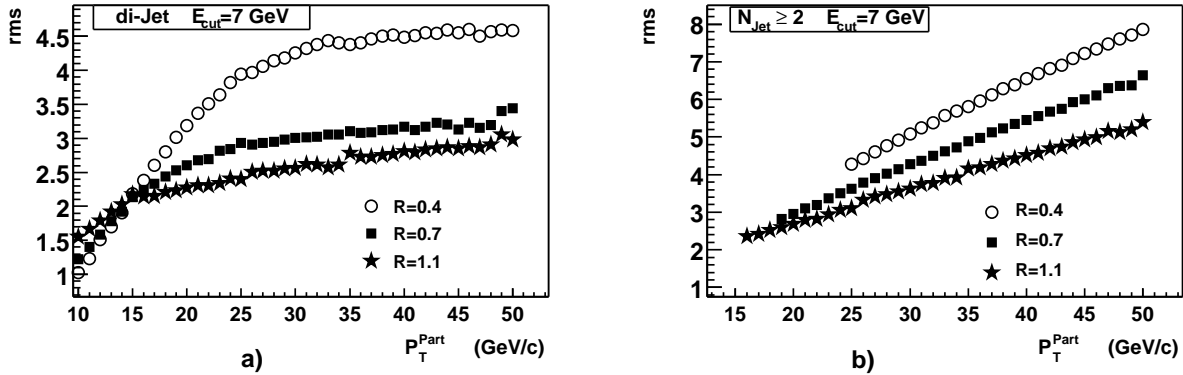 di-Jet E_cut=7 GeV
rms
4.5
4
3.5
3
2.5
2
1.5
1
R=0.4
R=0.7
R=1.1
10 15 20 25 30 35 40 45 50
P_T^Part (GeV/c)
a)
N_Jet ≥ 2 E_cut=7 GeV
rms
8
7
6
5
4
3
2
1
R=0.4
R=0.7
R=1.1
15 20 25 30 35 40 45 50
P_T^Part (GeV/c)
b)